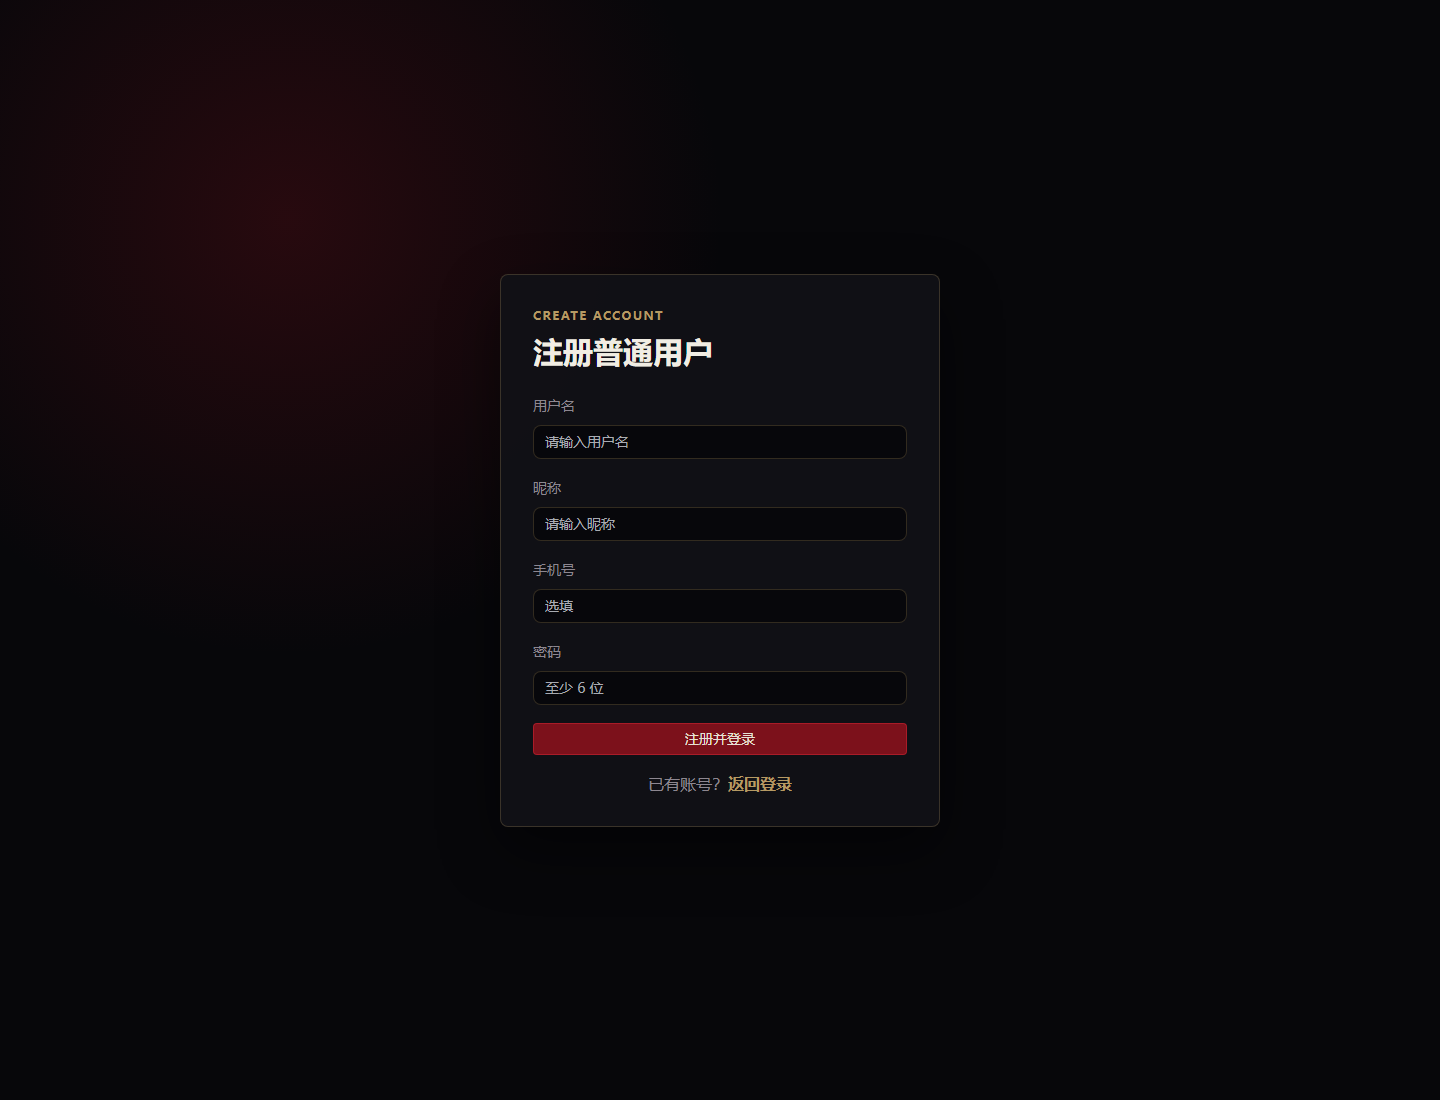 CREATE ACCOUNT
注册普通用户
用户名
请输入用户名
昵称
请输入昵称
手机号
选填
密码
至少 6 位
注册并登录
已有账号？返回登录